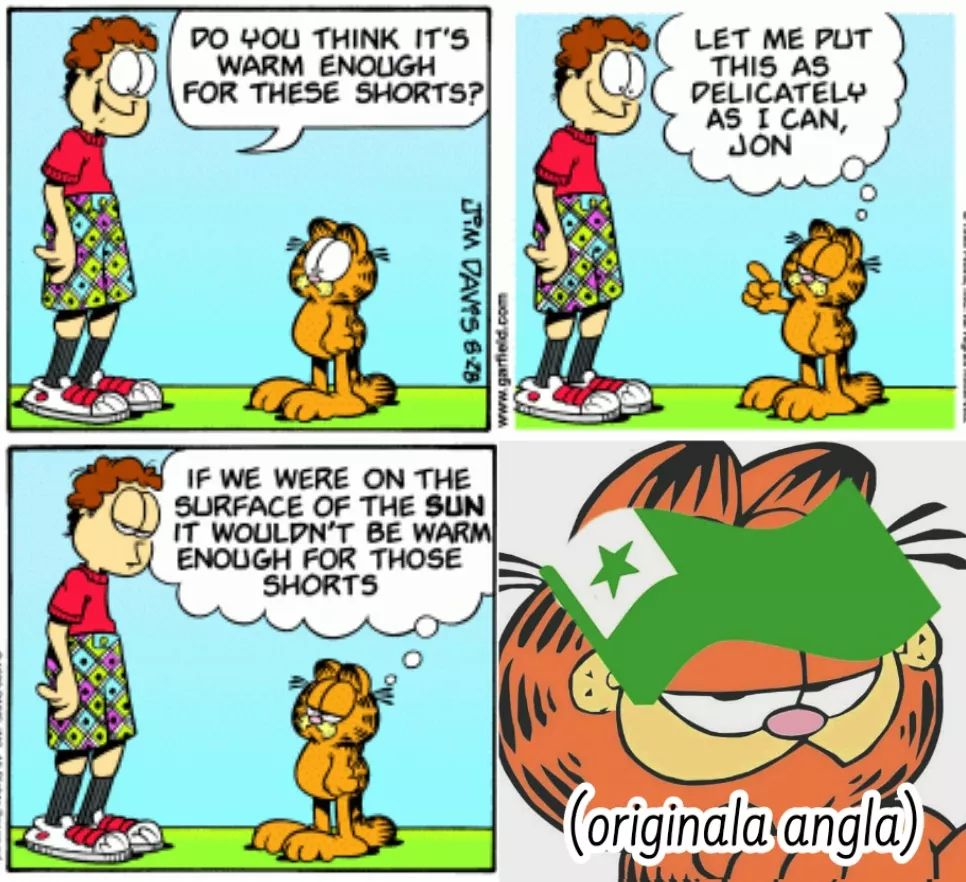 DO YOU THINK IT'S
WARM ENOUGH
FOR THESE SHORTS?
JIM DAVIS 8·28
www.garfield.com
LET ME PUT
THIS AS
DELICATELY
AS I CAN,
JON
IF WE WERE ON THE
SURFACE OF THE SUN
IT WOULDN'T BE WARM
ENOUGH FOR THOSE
SHORTS
(originala angla)